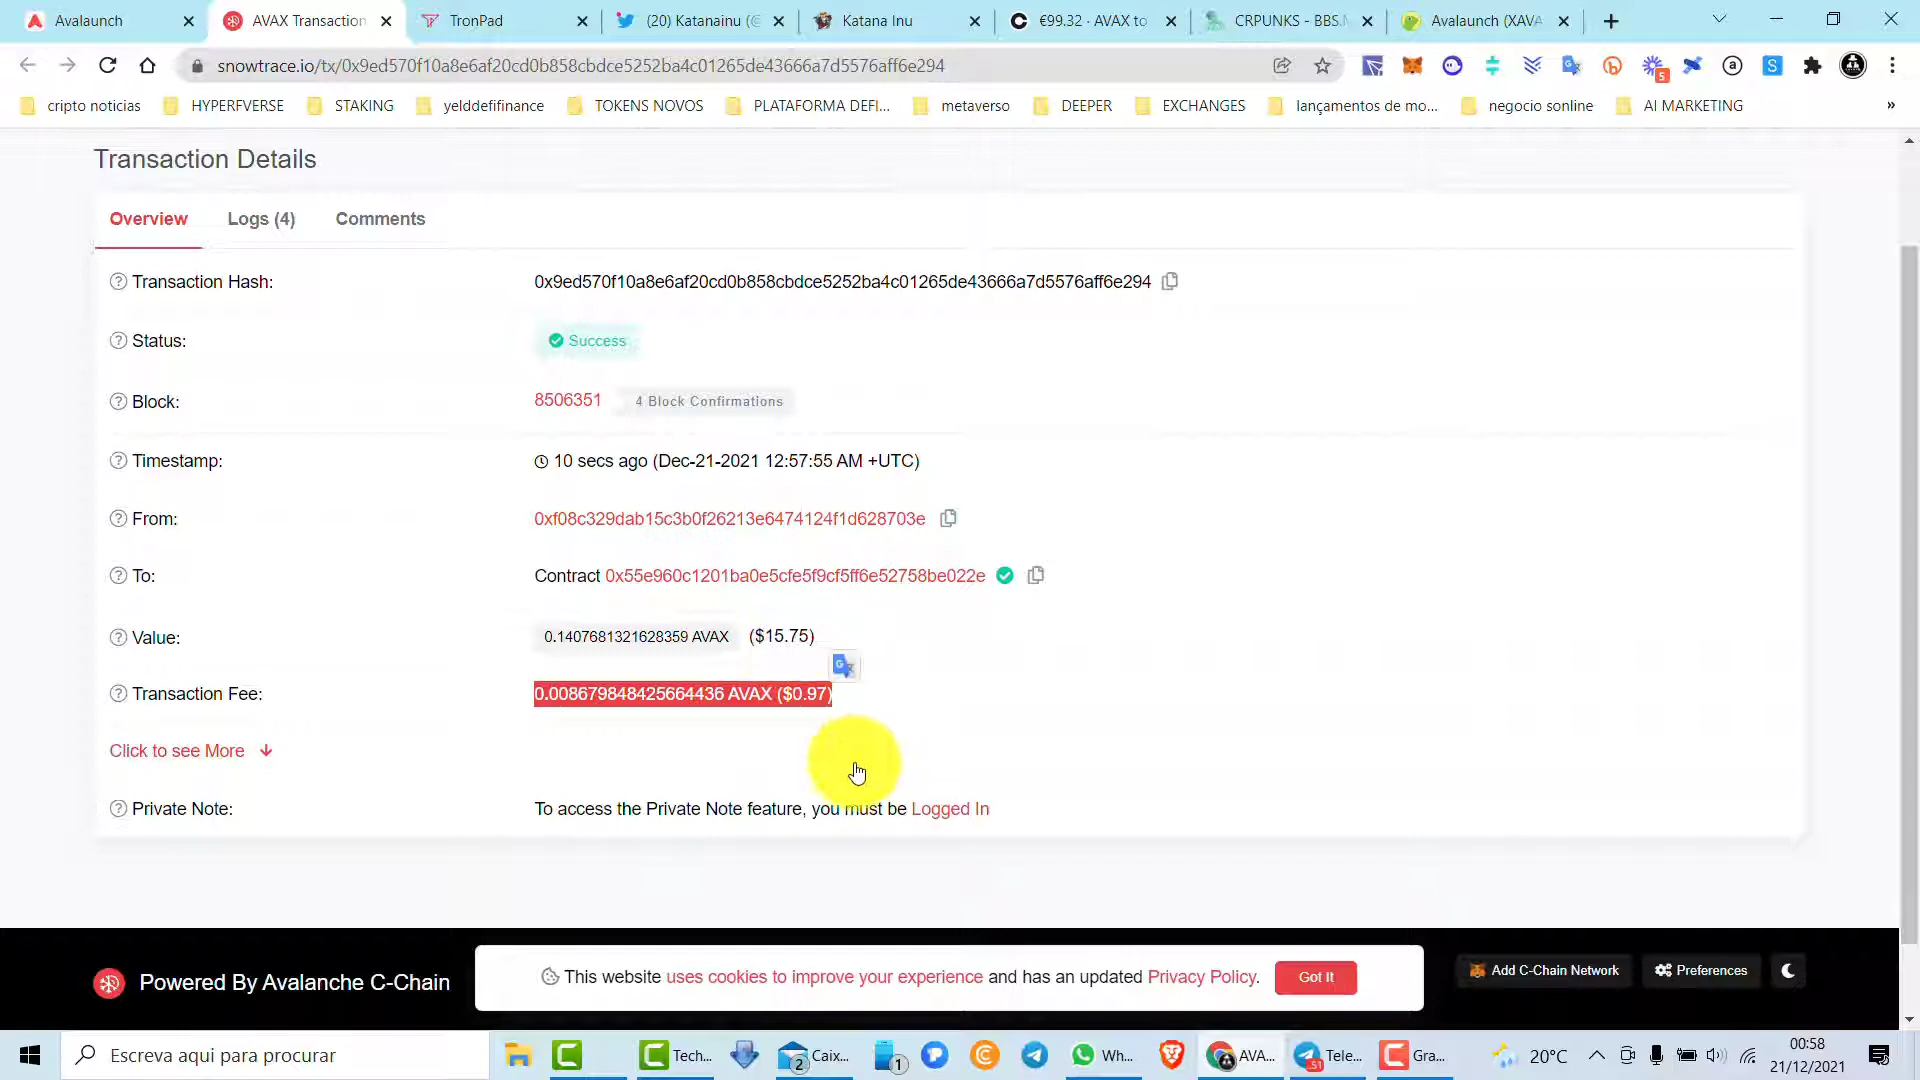 Avalaunch
AVAX Transaction
TronPad
(20) Katanainu (@
Katana Inu
€99.32 · AVAX to
CRPUNKS - BBS.N
Avalaunch (XAVA
snowtrace.io/tx/0x9ed570f10a8e6af20cd0b858cbdce5252ba4c01265de43666a7d5576aff6e294
5
cripto noticias
HYPERFVERSE
STAKING
yelddefifinance
TOKENS NOVOS
PLATAFORMA DEFI...
metaverso
DEEPER
EXCHANGES
lançamentos de mo...
negocio sonline
AI MARKETING
»
Transaction Details
Overview
Logs (4)
Comments
Transaction Hash:
0x9ed570f10a8e6af20cd0b858cbdce5252ba4c01265de43666a7d5576aff6e294
Status:
Success
Block:
8506351
4 Block Confirmations
Timestamp:
10 secs ago (Dec-21-2021 12:57:55 AM +UTC)
From:
0xf08c329dab15c3b0f26213e6474124f1d628703e
To:
Contract 0x55e960c1201ba0e5cfe5f9cf5ff6e52758be022e
Value:
0.1407681321628359 AVAX
($15.75)
Transaction Fee:
0.008679848425664436 AVAX ($0.97)
Click to see More
Private Note:
To access the Private Note feature, you must be Logged In
Powered By Avalanche C-Chain
This website uses cookies to improve your experience and has an updated Privacy Policy.
Got It
Add C-Chain Network
Preferences
Escreva aqui para procurar
Tech...
2
Caix...
1
Wh...
AVA...
51
Tele...
Gra...
20°C
00:58
21/12/2021